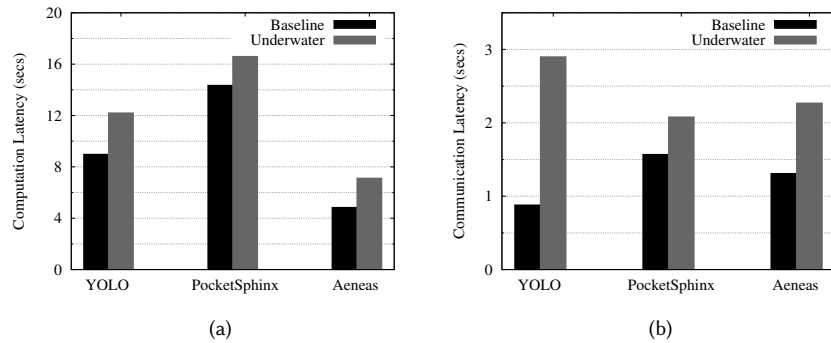 Baseline
Underwater
Computation Latency (secs)
20
16
12
8
4
0
YOLO PocketSphinx Aeneas
(a)
Baseline
Underwater
Communication Latency (secs)
3
2
1
0
YOLO PocketSphinx Aeneas
(b)